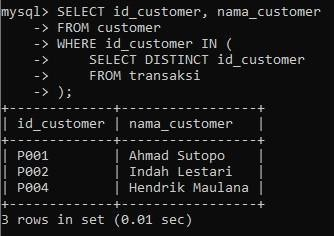 mysql> SELECT id_customer, nama_customer
    -> FROM customer
    -> WHERE id_customer IN (
    ->     SELECT DISTINCT id_customer
    ->     FROM transaksi
    -> );
+-------------+-----------------+
| id_customer | nama_customer   |
+-------------+-----------------+
| P001        | Ahmad Sutopo    |
| P002        | Indah Lestari   |
| P004        | Hendrik Maulana |
+-------------+-----------------+
3 rows in set (0.01 sec)